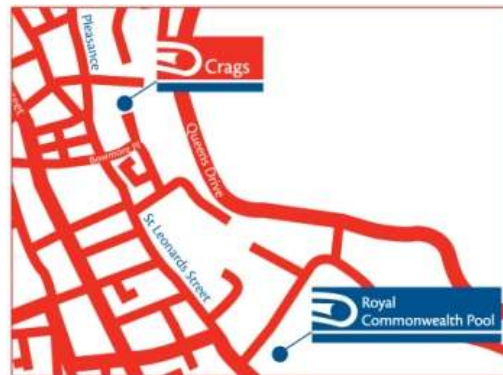 Pleasance
Crags
Bowmont Pl
Queens Drive
St Leonards Street
Royal
Commonwealth Pool